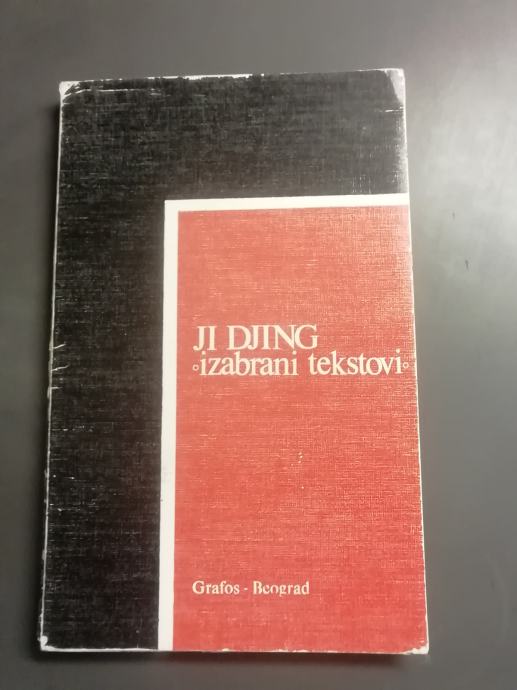 JI DJING
◦izabrani tekstovi◦
Grafos - Beograd